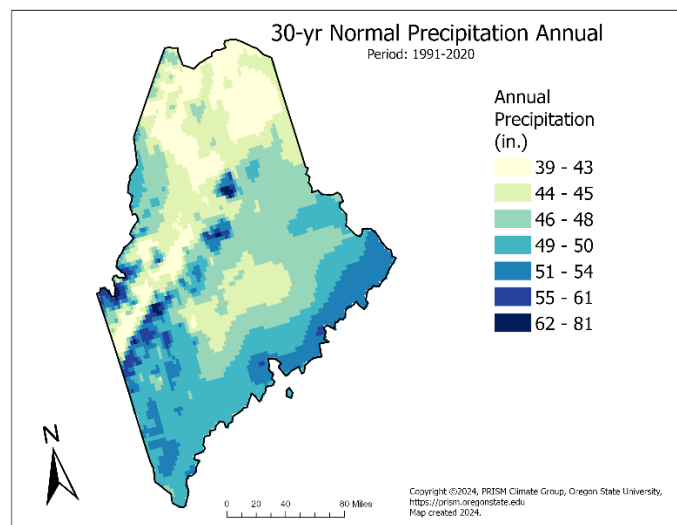 30-yr Normal Precipitation Annual
Period: 1991-2020
Annual
Precipitation
(in.)
39 - 43
44 - 45
46 - 48
49 - 50
51 - 54
55 - 61
62 - 81
N
0 20 40 80 Miles
Copyright ©2024, PRISM Climate Group, Oregon State University,
https://prism.oregonstate.edu
Map created 2024.